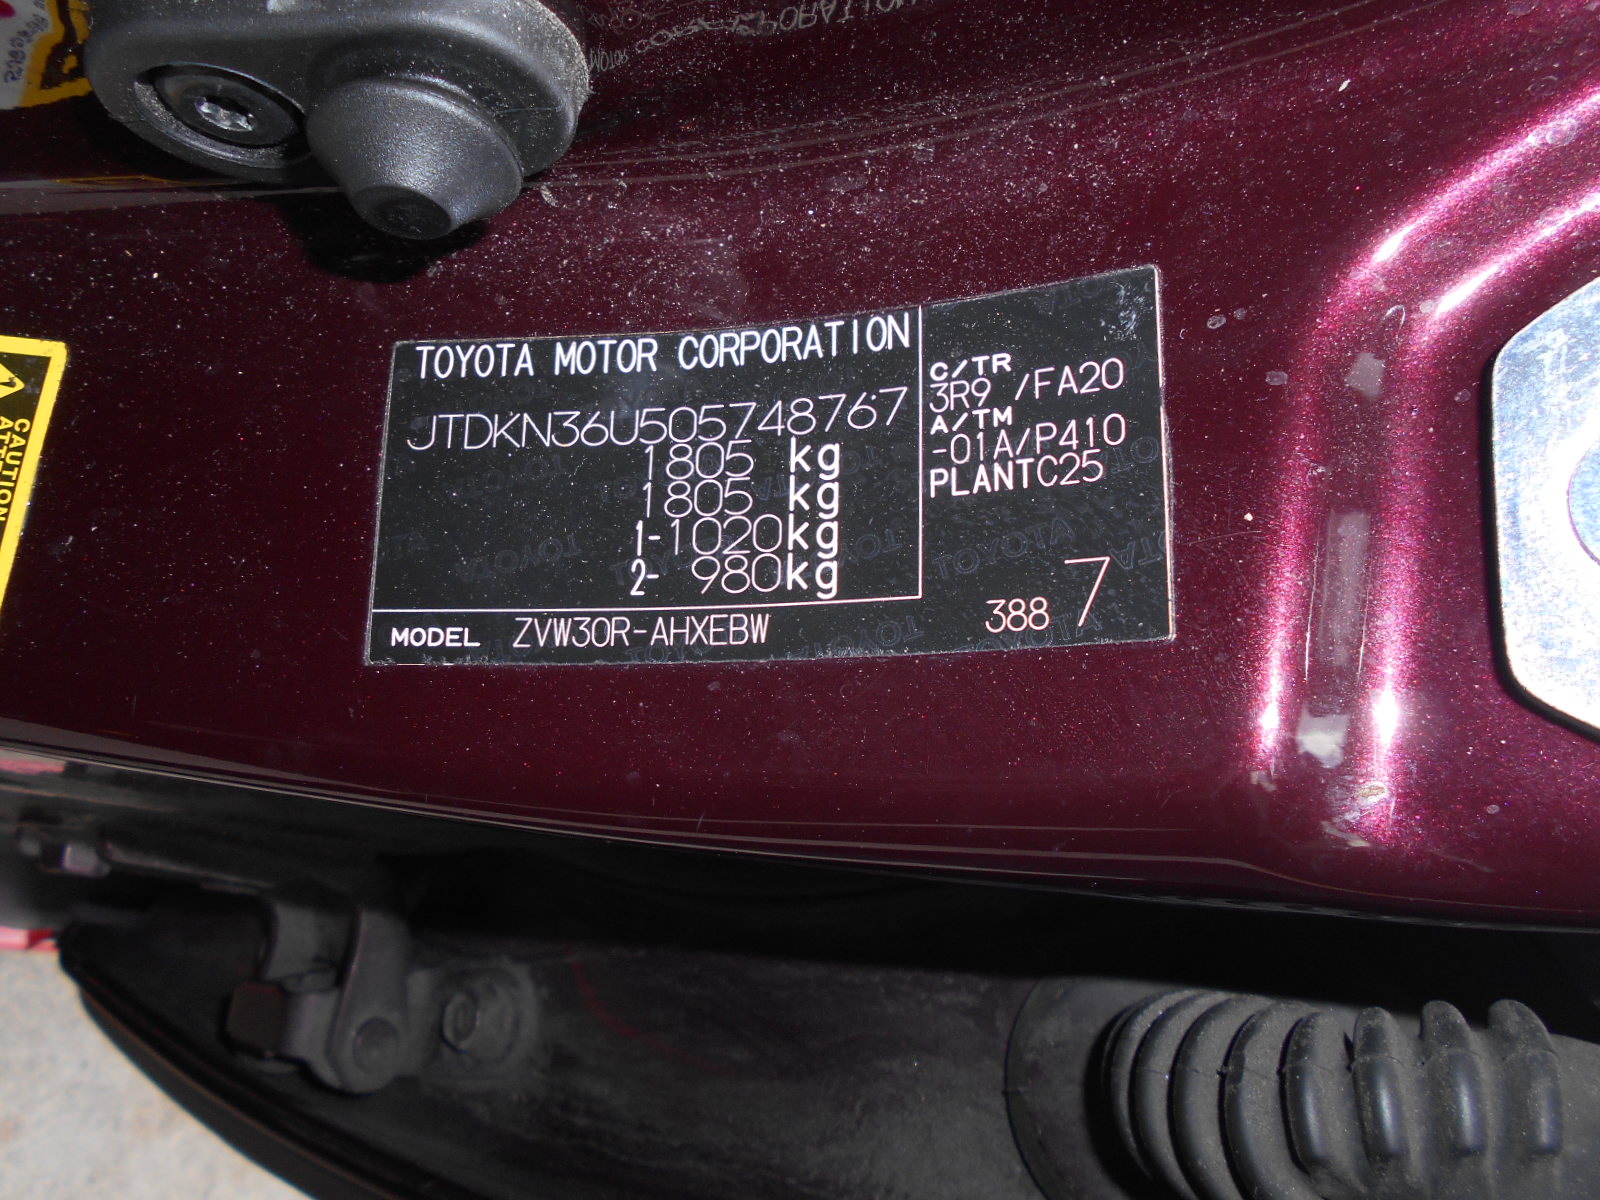 TOYOTA MOTOR CORPORATION
JTDKN36U505748767
1805 kg
1805 kg
1-1020kg
2- 980kg
MODEL ZVW30R-AHXEBW
C/TR
3R9 /FA20
A/TM
-01A/P410
PLANTC25
388 7
CAUTION